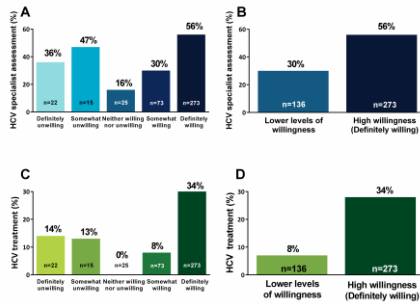 A
HCV specialist assessment (%)
60
40
20
0
36%
47%
16%
30%
56%
n=22
n=15
n=25
n=73
n=273
Definitely unwilling
Somewhat unwilling
Neither willing nor unwilling
Somewhat willing
Definitely willing
B
HCV specialist assessment (%)
60
40
20
0
30%
56%
n=136
n=273
Lower levels of
willingness
High willingness
(Definitely willing)
C
HCV treatment (%)
30
20
10
0
14%
13%
0%
8%
34%
n=22
n=15
n=25
n=73
n=273
Definitely unwilling
Somewhat unwilling
Neither willing nor unwilling
Somewhat willing
Definitely willing
D
HCV treatment (%)
30
20
10
0
8%
34%
n=136
n=273
Lower levels
of willingness
High willingness
(Definitely willing)